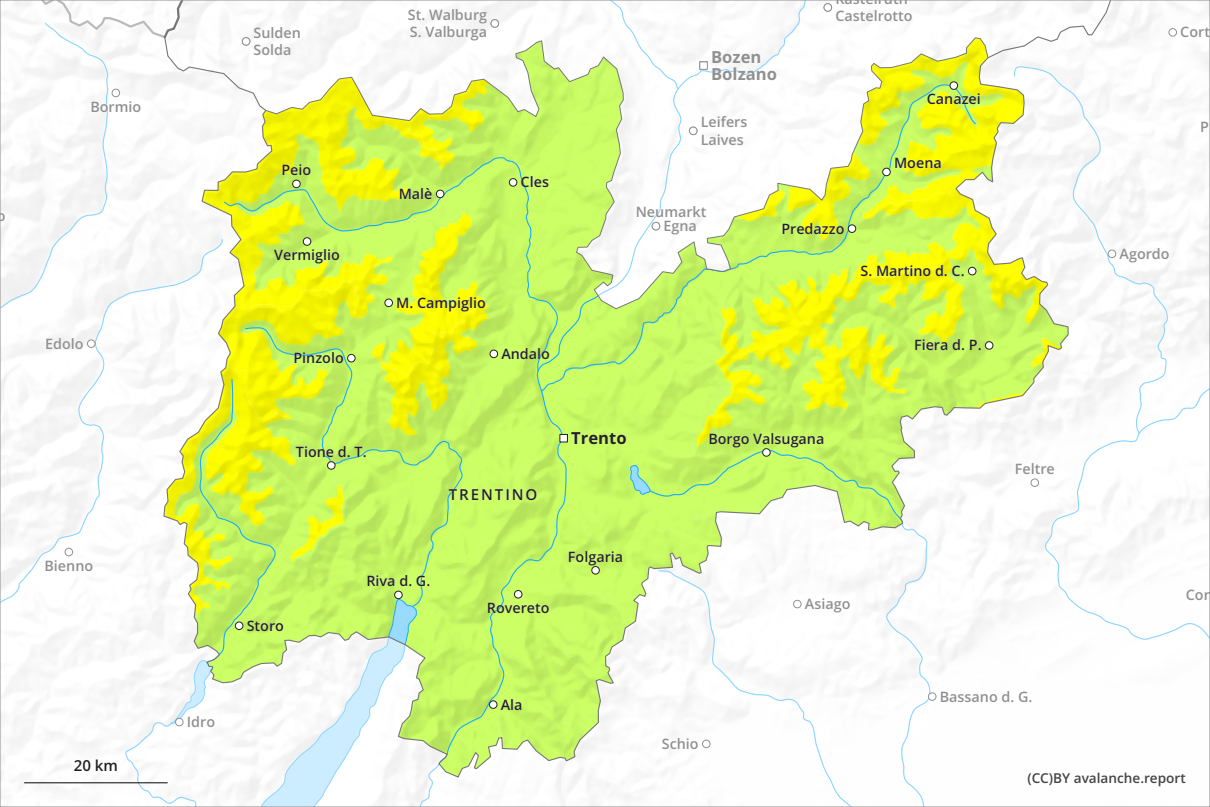 Kastelruth
Castelrotto
St. Walburg
S. Valburga
Sulden
Solda
Cort
Bozen
Bolzano
Bormio
Canazei
Leifers
Laives
P
Moena
Peio
Malè
Cles
Neumarkt
Egna
Predazzo
Vermiglio
Agordo
S. Martino d. C.
M. Campiglio
Edolo
Pinzolo
Andalo
Fiera d. P.
Trento
Borgo Valsugana
Tione d. T.
Feltre
TRENTINO
Bienno
Folgaria
Riva d. G.
Rovereto
Asiago
Cor
Storo
Bassano d. G.
Ala
Idro
Schio
20 km
(CC)BY avalanche.report